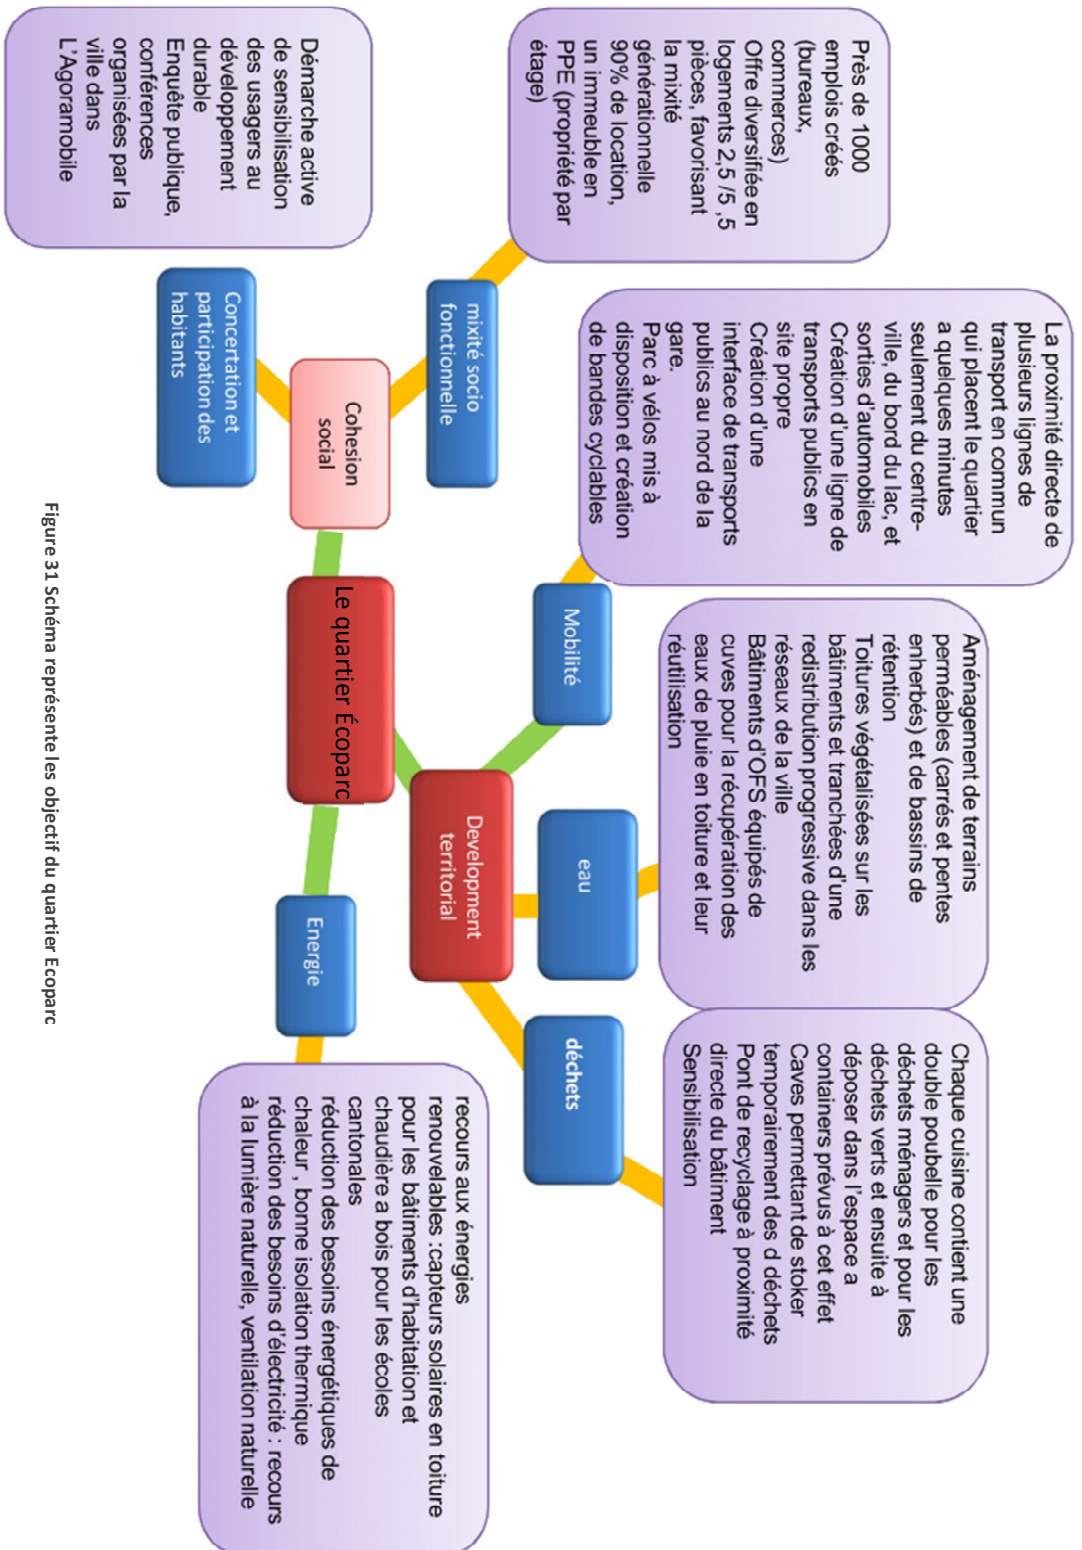 Près de 1000
emplois créés
(bureaux,
commerces)
Offre diversifiée en
logements 2,5 /5 ,5
pièces, favorisant
la mixité
générationnelle
90% de location,
un immeuble en
PPE (propriété par
étage)
La proximité directe de
plusieurs lignes de
transport en commun
qui placent le quartier
a quelques minutes
seulement du centre-
ville, du bord du lac, et
sorties d'automobiles
Création d'une ligne de
transports publics en
site propre
Création d'une
interface de transports
publics au nord de la
gare.
Parc à vélos mis à
disposition et création
de bandes cyclables
Aménagement de terrains
perméables (carrés et pentes
enherbés) et de bassins de
rétention
Toitures végétalisées sur les
bâtiments et tranchées d'une
redistribution progressive dans les
réseaux de la ville
Bâtiments d'OFS équipés de
cuves pour la récupération des
eaux de pluie en toiture et leur
réutilisation
Chaque cuisine contient une
double poubelle pour les
déchets ménagers et pour les
déchets verts et ensuite à
déposer dans l'espace a
containers prévus à cet effet
Caves permettant de stoker
temporairement des d déchets
Pont de recyclage à proximité
directe du bâtiment
Sensibilisation
mixité socio
fonctionnelle
Mobilité
eau
déchets
Cohesion
social
Development
territorial
Le quartier Écoparc
Energie
Concertation et
participation des
habitants
Démarche active
de sensibilisation
des usagers au
développement
durable
Enquête publique,
conférences
organisées par la
ville dans
L'Agoramobile
recours aux énergies
renouvelables :capteurs solaires en toiture
pour les bâtiments d'habitation et
chaudière a bois pour les écoles
cantonales
réduction des besoins énergétiques de
chaleur , bonne isolation thermique
réduction des besoins d'électricité : recours
à la lumière naturelle, ventilation naturelle
Figure 31 Schéma représente les objectif du quartier Ecoparc